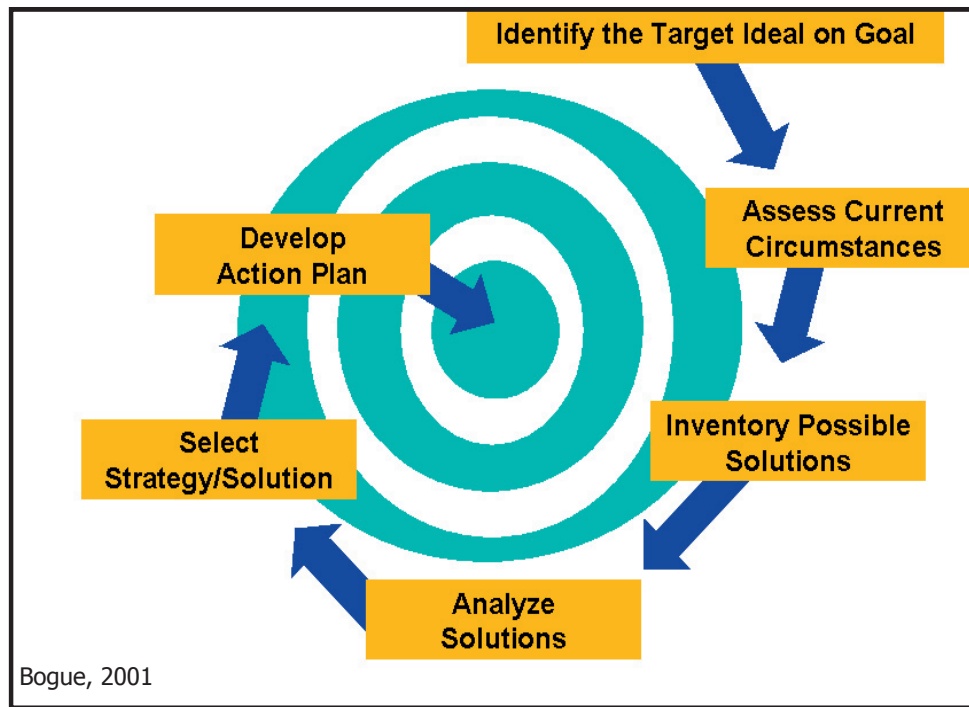 Identify the Target Ideal on Goal
Assess Current
Circumstances
Inventory Possible
Solutions
Analyze
Solutions
Select
Strategy/Solution
Develop
Action Plan
Bogue, 2001